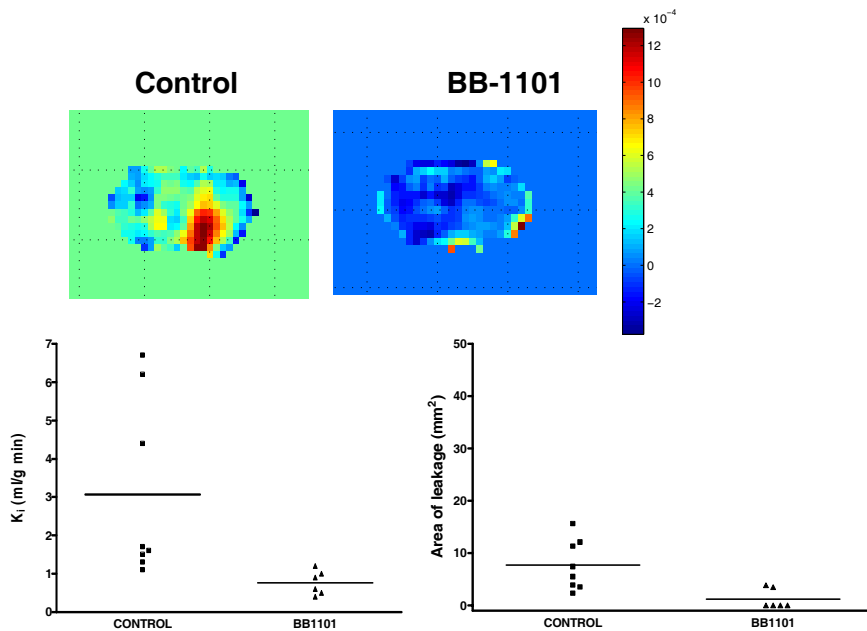 x 10⁻⁴
Control
BB-1101
12
10
8
6
4
2
0
−2
7
6
5
4
3
2
1
0
Kᵢ (ml/g min)
CONTROL
BB1101
50
40
30
20
10
0
Area of leakage (mm²)
CONTROL
BB1101